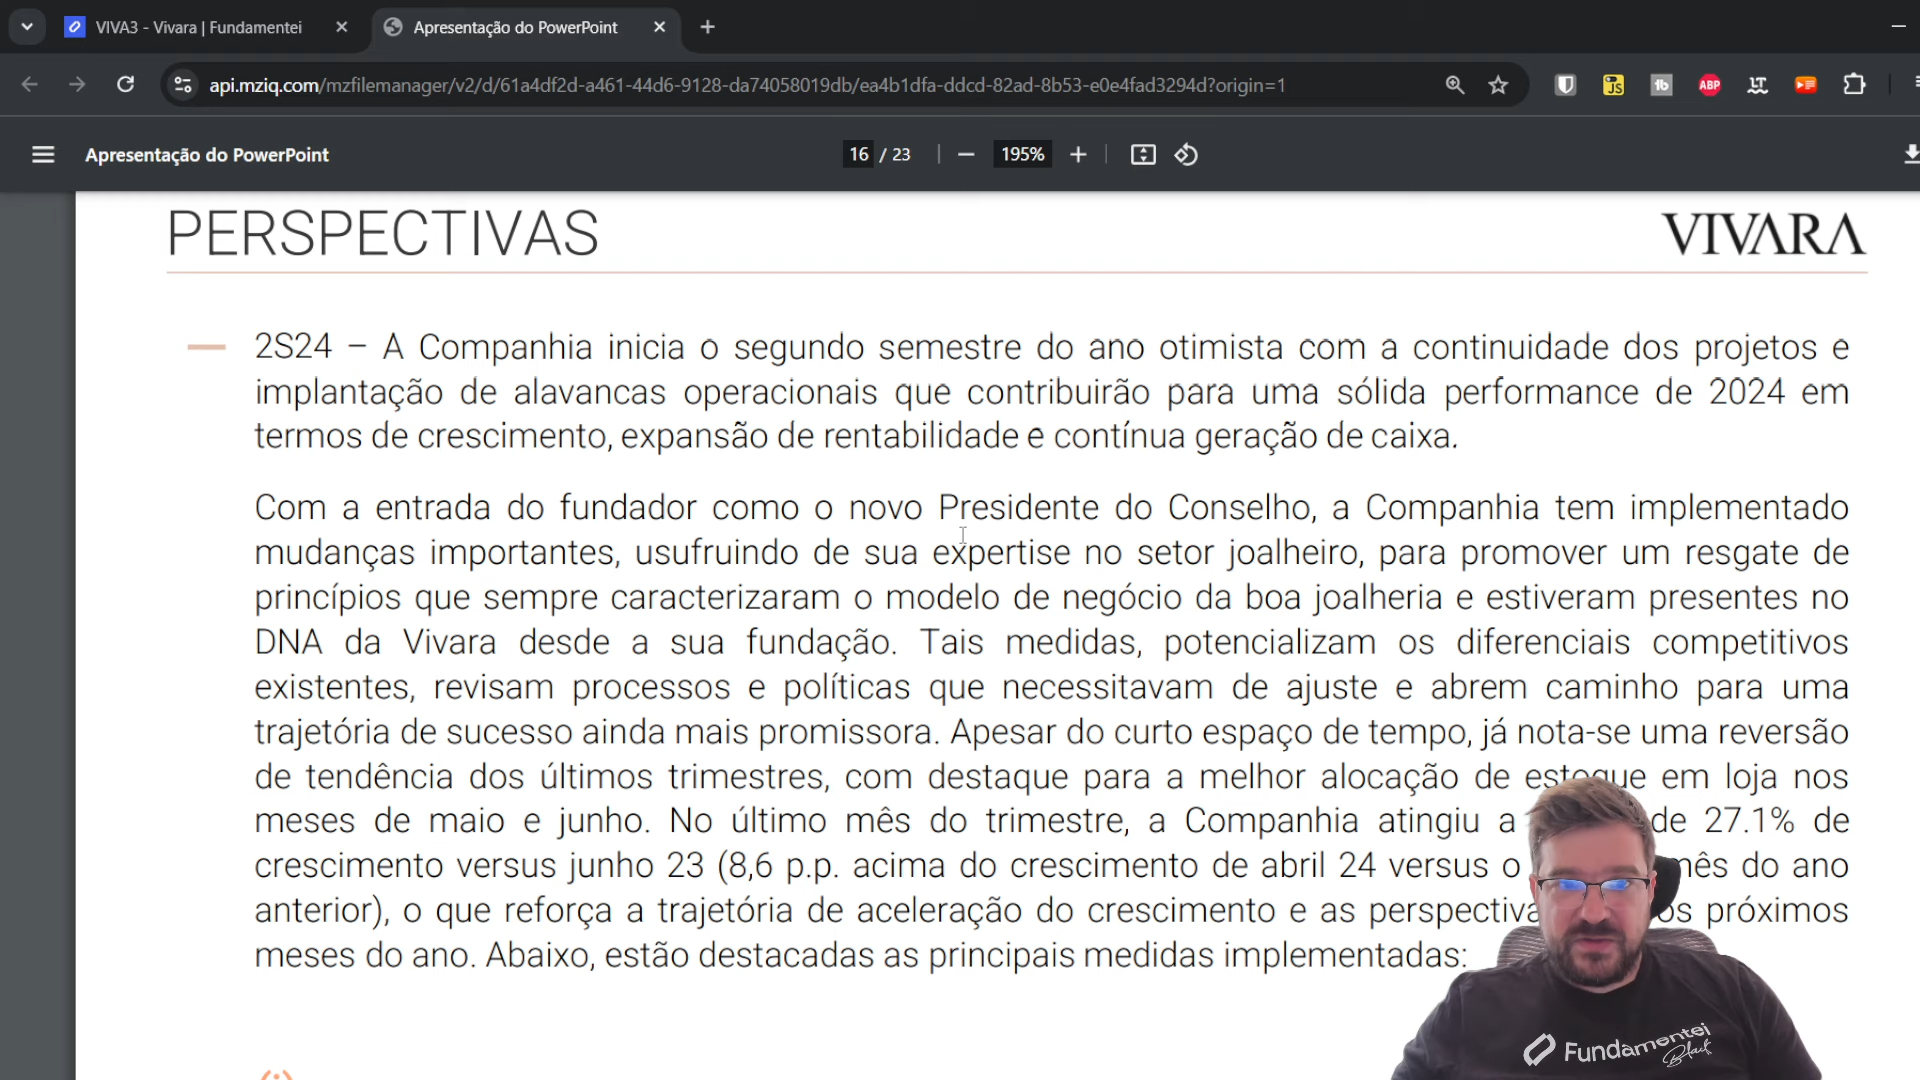 VIVA3 - Vivara | Fundamentei
Apresentação do PowerPoint
api.mziq.com/mzfilemanager/v2/d/61a4df2d-a461-44d6-9128-da74058019db/ea4b1dfa-ddcd-82ad-8b53-e0e4fad3294d?origin=1
JS
ABP
LT
Apresentação do PowerPoint
16 / 23
195%
PERSPECTIVAS
VIVARA
2S24 – A Companhia inicia o segundo semestre do ano otimista com a continuidade dos projetos e
implantação de alavancas operacionais que contribuirão para uma sólida performance de 2024 em
termos de crescimento, expansão de rentabilidade e contínua geração de caixa.
Com a entrada do fundador como o novo Presidente do Conselho, a Companhia tem implementado
mudanças importantes, usufruindo de sua expertise no setor joalheiro, para promover um resgate de
princípios que sempre caracterizaram o modelo de negócio da boa joalheria e estiveram presentes no
DNA da Vivara desde a sua fundação. Tais medidas, potencializam os diferenciais competitivos
existentes, revisam processos e políticas que necessitavam de ajuste e abrem caminho para uma
trajetória de sucesso ainda mais promissora. Apesar do curto espaço de tempo, já nota-se uma reversão
de tendência dos últimos trimestres, com destaque para a melhor alocação de estoque em loja nos
meses de maio e junho. No último mês do trimestre, a Companhia atingiu a de 27.1% de
crescimento versus junho 23 (8,6 p.p. acima do crescimento de abril 24 versus o mês do ano
anterior), o que reforça a trajetória de aceleração do crescimento e as próximos
meses do ano. Abaixo, estão destacadas as principais medidas implementadas:
Fundamentei
Black